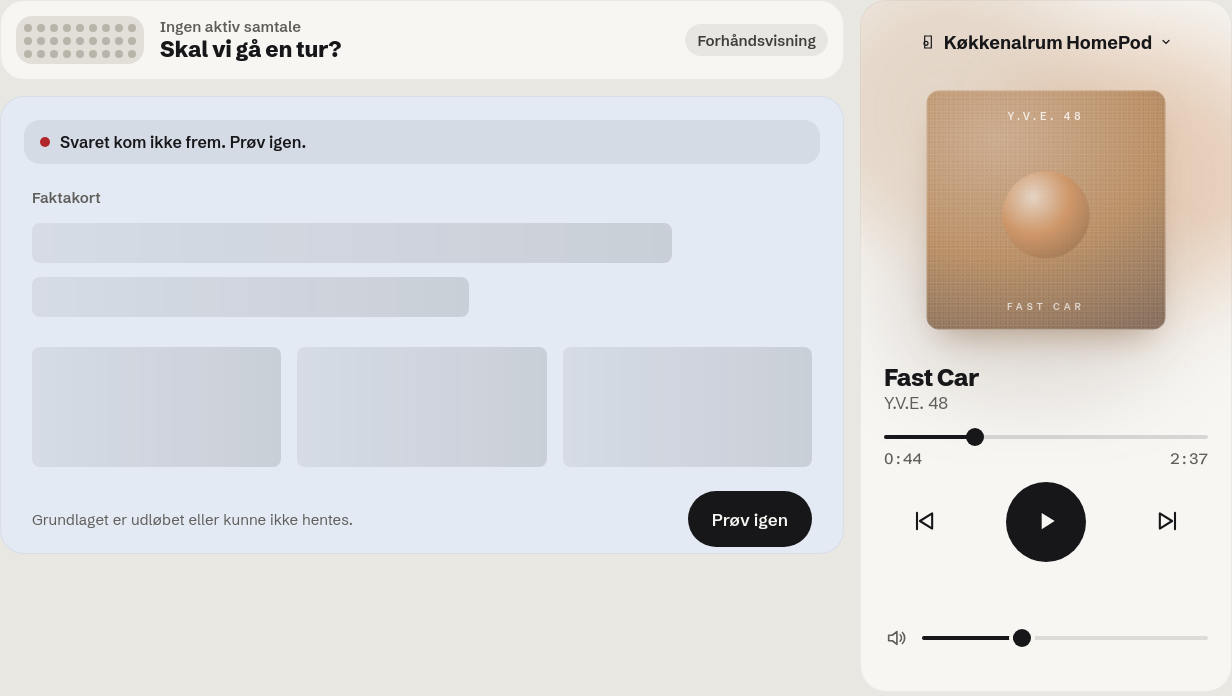 Ingen aktiv samtale
Skal vi gå en tur?
Forhåndsvisning
Svaret kom ikke frem. Prøv igen.
Faktakort
Grundlaget er udløbet eller kunne ikke hentes.
Prøv igen
Køkkenalrum HomePod
Y.V.E. 48
FAST CAR
Fast Car
Y.V.E. 48
0:44
2:37